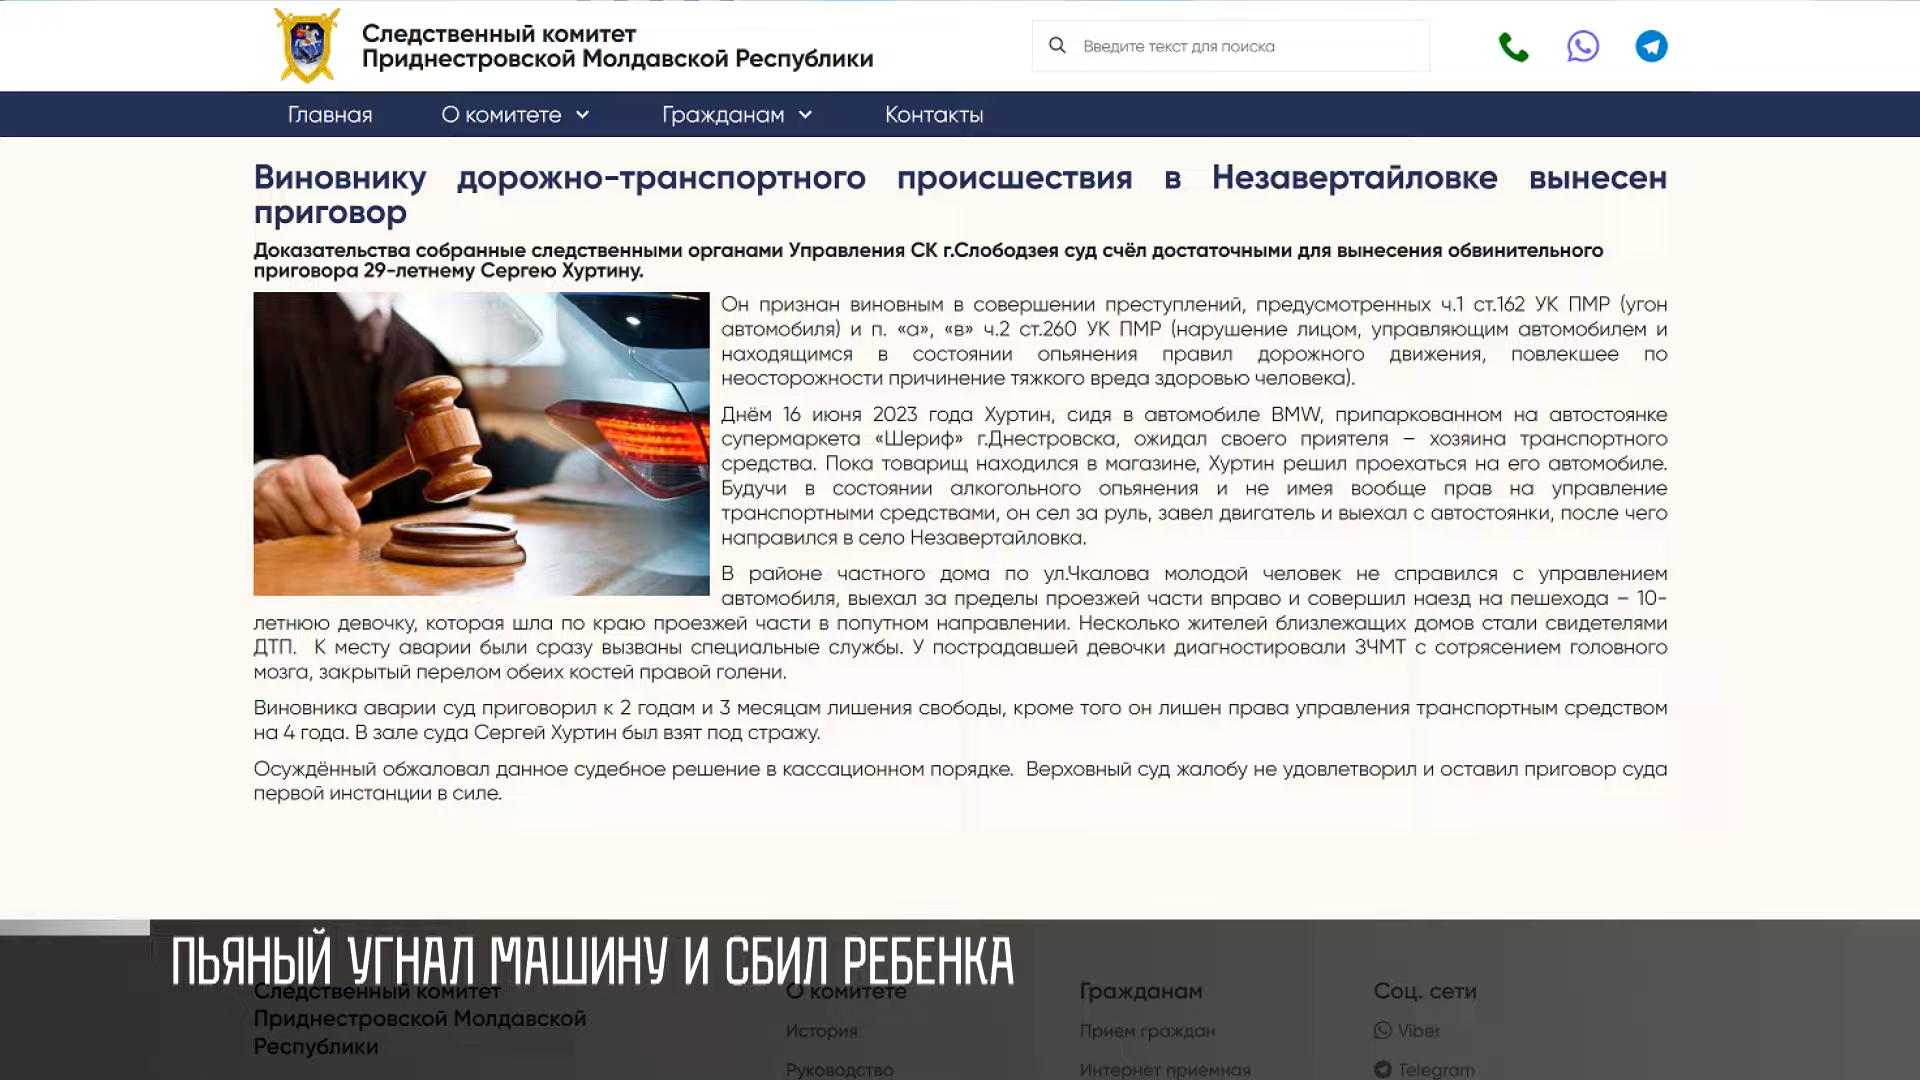 Следственный комитет
Приднестровской Молдавской Республики
Введите текст для поиска
Главная
О комитете
Гражданам
Контакты
Виновнику дорожно-транспортного происшествия в Незавертайловке вынесен
приговор
Доказательства собранные следственными органами Управления СК г.Слободзея суд счёл достаточными для вынесения обвинительного
приговора 29-летнему Сергею Хуртину.
Он признан виновным в совершении преступлений, предусмотренных ч.1 ст.162 УК ПМР (угон
автомобиля) и п. «а», «в» ч.2 ст.260 УК ПМР (нарушение лицом, управляющим автомобилем и
находящимся в состоянии опьянения правил дорожного движения, повлекшее по
неосторожности причинение тяжкого вреда здоровью человека).
Днём 16 июня 2023 года Хуртин, сидя в автомобиле BMW, припаркованном на автостоянке
супермаркета «Шериф» г.Днестровска, ожидал своего приятеля – хозяина транспортного
средства. Пока товарищ находился в магазине, Хуртин решил проехаться на его автомобиле.
Будучи в состоянии алкогольного опьянения и не имея вообще прав на управление
транспортными средствами, он сел за руль, завел двигатель и выехал с автостоянки, после чего
направился в село Незавертайловка.
В районе частного дома по ул.Чкалова молодой человек не справился с управлением
автомобиля, выехал за пределы проезжей части вправо и совершил наезд на пешехода – 10-
летнюю девочку, которая шла по краю проезжей части в попутном направлении. Несколько жителей близлежащих домов стали свидетелями
ДТП. К месту аварии были сразу вызваны специальные службы. У пострадавшей девочки диагностировали ЗЧМТ с сотрясением головного
мозга, закрытый перелом обеих костей правой голени.
Виновника аварии суд приговорил к 2 годам и 3 месяцам лишения свободы, кроме того он лишен права управления транспортным средством
на 4 года. В зале суда Сергей Хуртин был взят под стражу.
Осуждённый обжаловал данное судебное решение в кассационном порядке. Верховный суд жалобу не удовлетворил и оставил приговор суда
первой инстанции в силе.
ПЬЯНЫЙ УГНАЛ МАШИНУ И СБИЛ РЕБЕНКА
Следственный комитет
Приднестровской Молдавской
Республики
О комитете
История
Руководство
Гражданам
Прием граждан
Интернет приемная
Соц. сети
Viber
Telegram